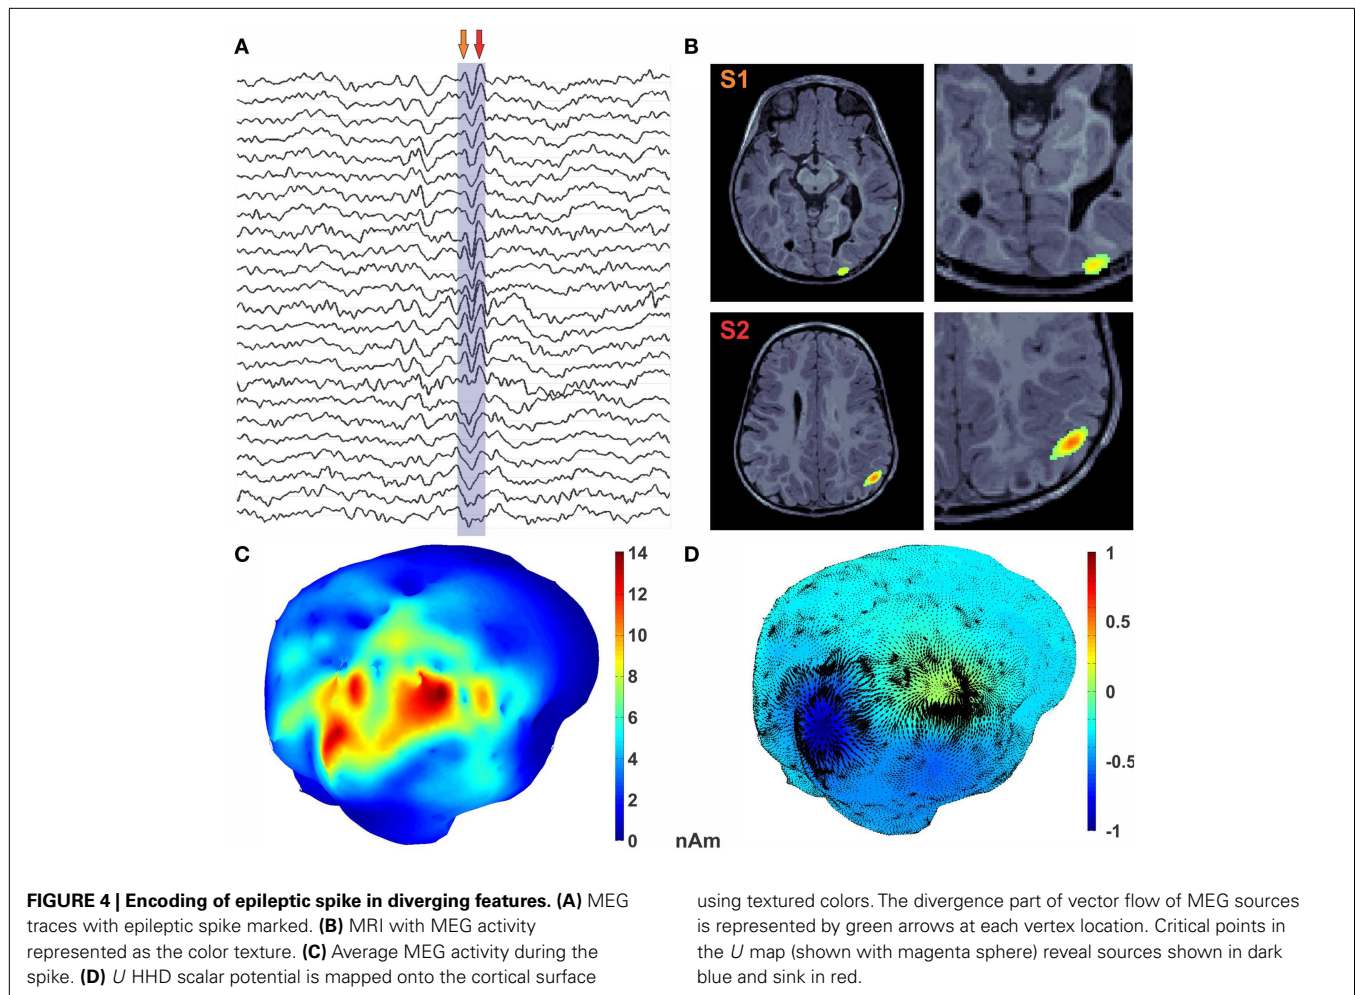 A
B
S1
S2
C
14
12
10
8
6
4
2
0
nAm
D
1
0.5
0
-0.5
-1
FIGURE 4 | Encoding of epileptic spike in diverging features. (A) MEG
traces with epileptic spike marked. (B) MRI with MEG activity
represented as the color texture. (C) Average MEG activity during the
spike. (D) U HHD scalar potential is mapped onto the cortical surface
using textured colors. The divergence part of vector flow of MEG sources
is represented by green arrows at each vertex location. Critical points in
the U map (shown with magenta sphere) reveal sources shown in dark
blue and sink in red.